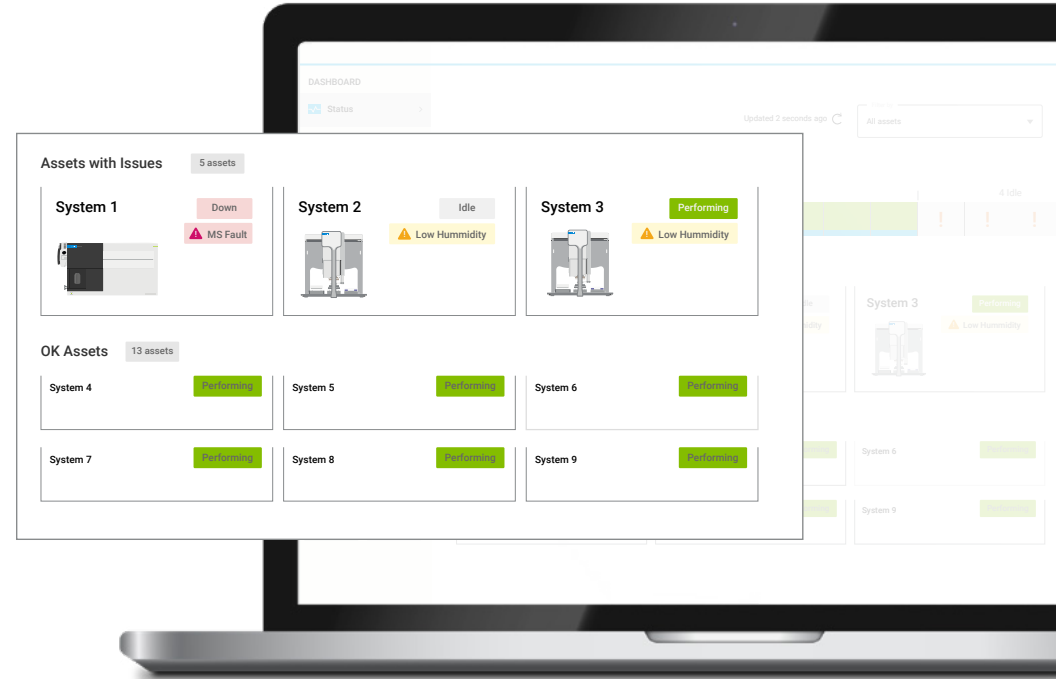 DASHBOARD
Status
Updated 2 seconds ago
All assets
4 Idle
Assets with Issues
5 assets
System 1
Down
MS Fault
System 2
Idle
Low Hummidity
System 3
Performing
Low Hummidity
OK Assets
13 assets
System 4
Performing
System 5
Performing
System 6
Performing
System 7
Performing
System 8
Performing
System 9
Performing
System 3
Performing
Low Hummidity
System 6
Performing
System 9
Performing